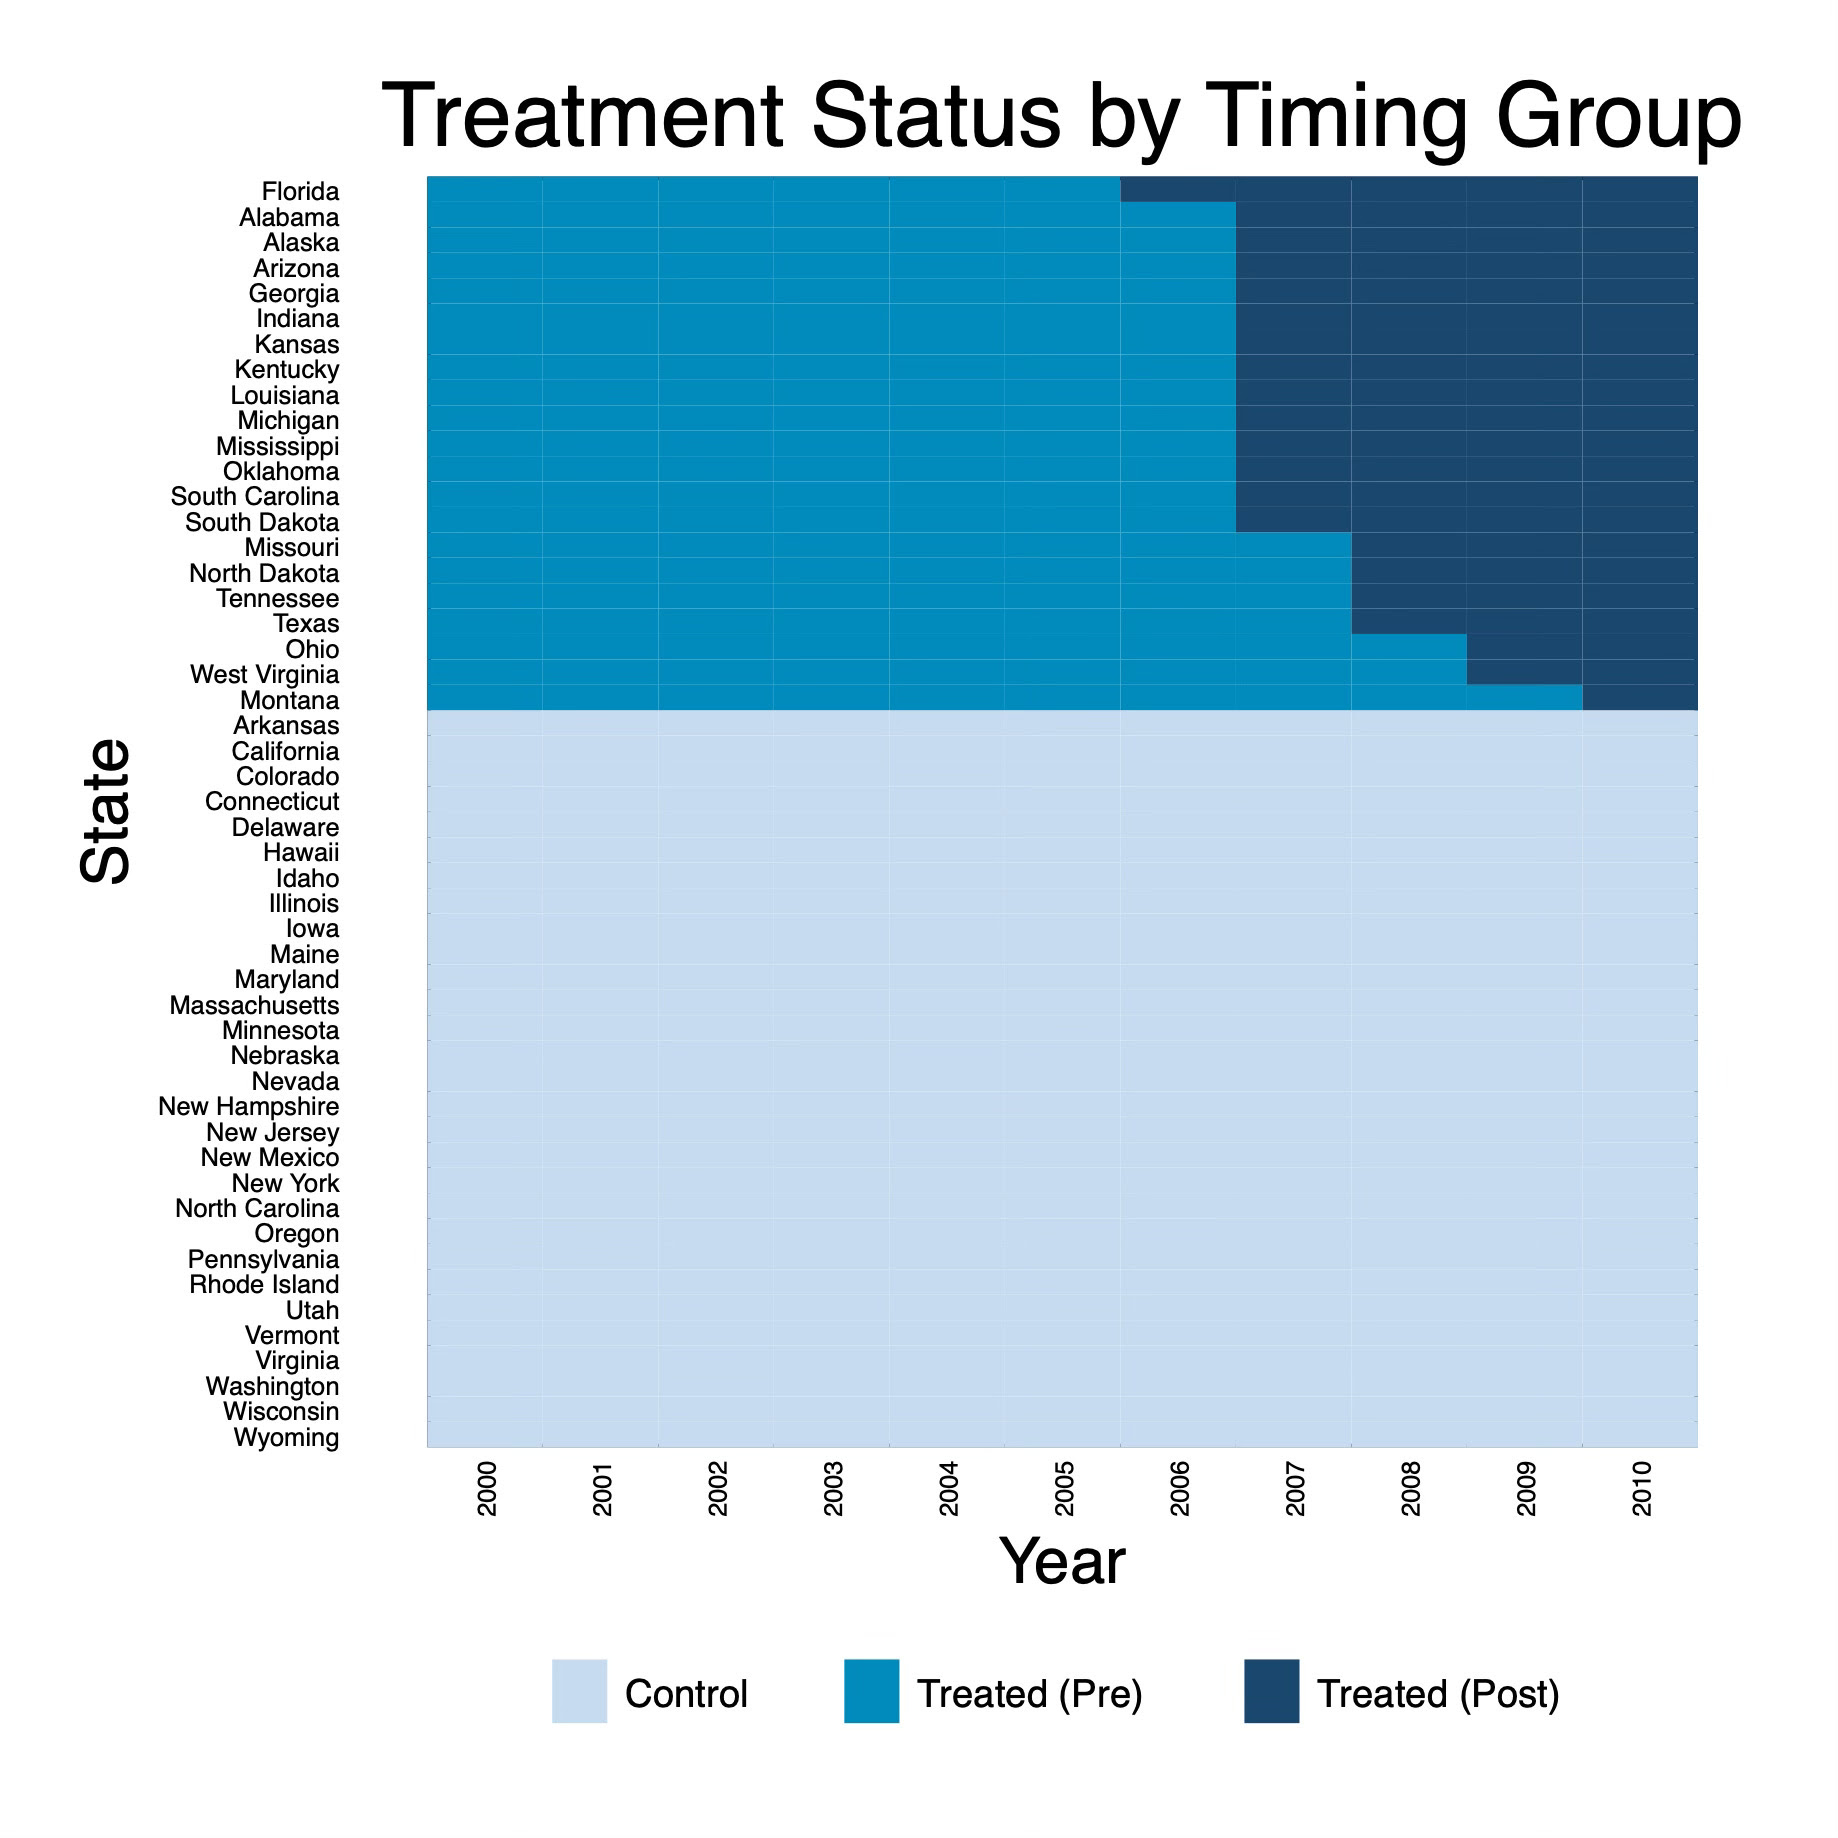 Treatment Status by Timing Group
Florida
Alabama
Alaska
Arizona
Georgia
Indiana
Kansas
Kentucky
Louisiana
Michigan
Mississippi
Oklahoma
South Carolina
South Dakota
Missouri
North Dakota
Tennessee
Texas
Ohio
West Virginia
Montana
Arkansas
California
Colorado
Connecticut
Delaware
Hawaii
Idaho
Illinois
Iowa
Maine
Maryland
Massachusetts
Minnesota
Nebraska
Nevada
New Hampshire
New Jersey
New Mexico
New York
North Carolina
Oregon
Pennsylvania
Rhode Island
Utah
Vermont
Virginia
Washington
Wisconsin
Wyoming
State
2000 2001 2002 2003 2004 2005 2006 2007 2008 2009 2010
Year
Control Treated (Pre) Treated (Post)